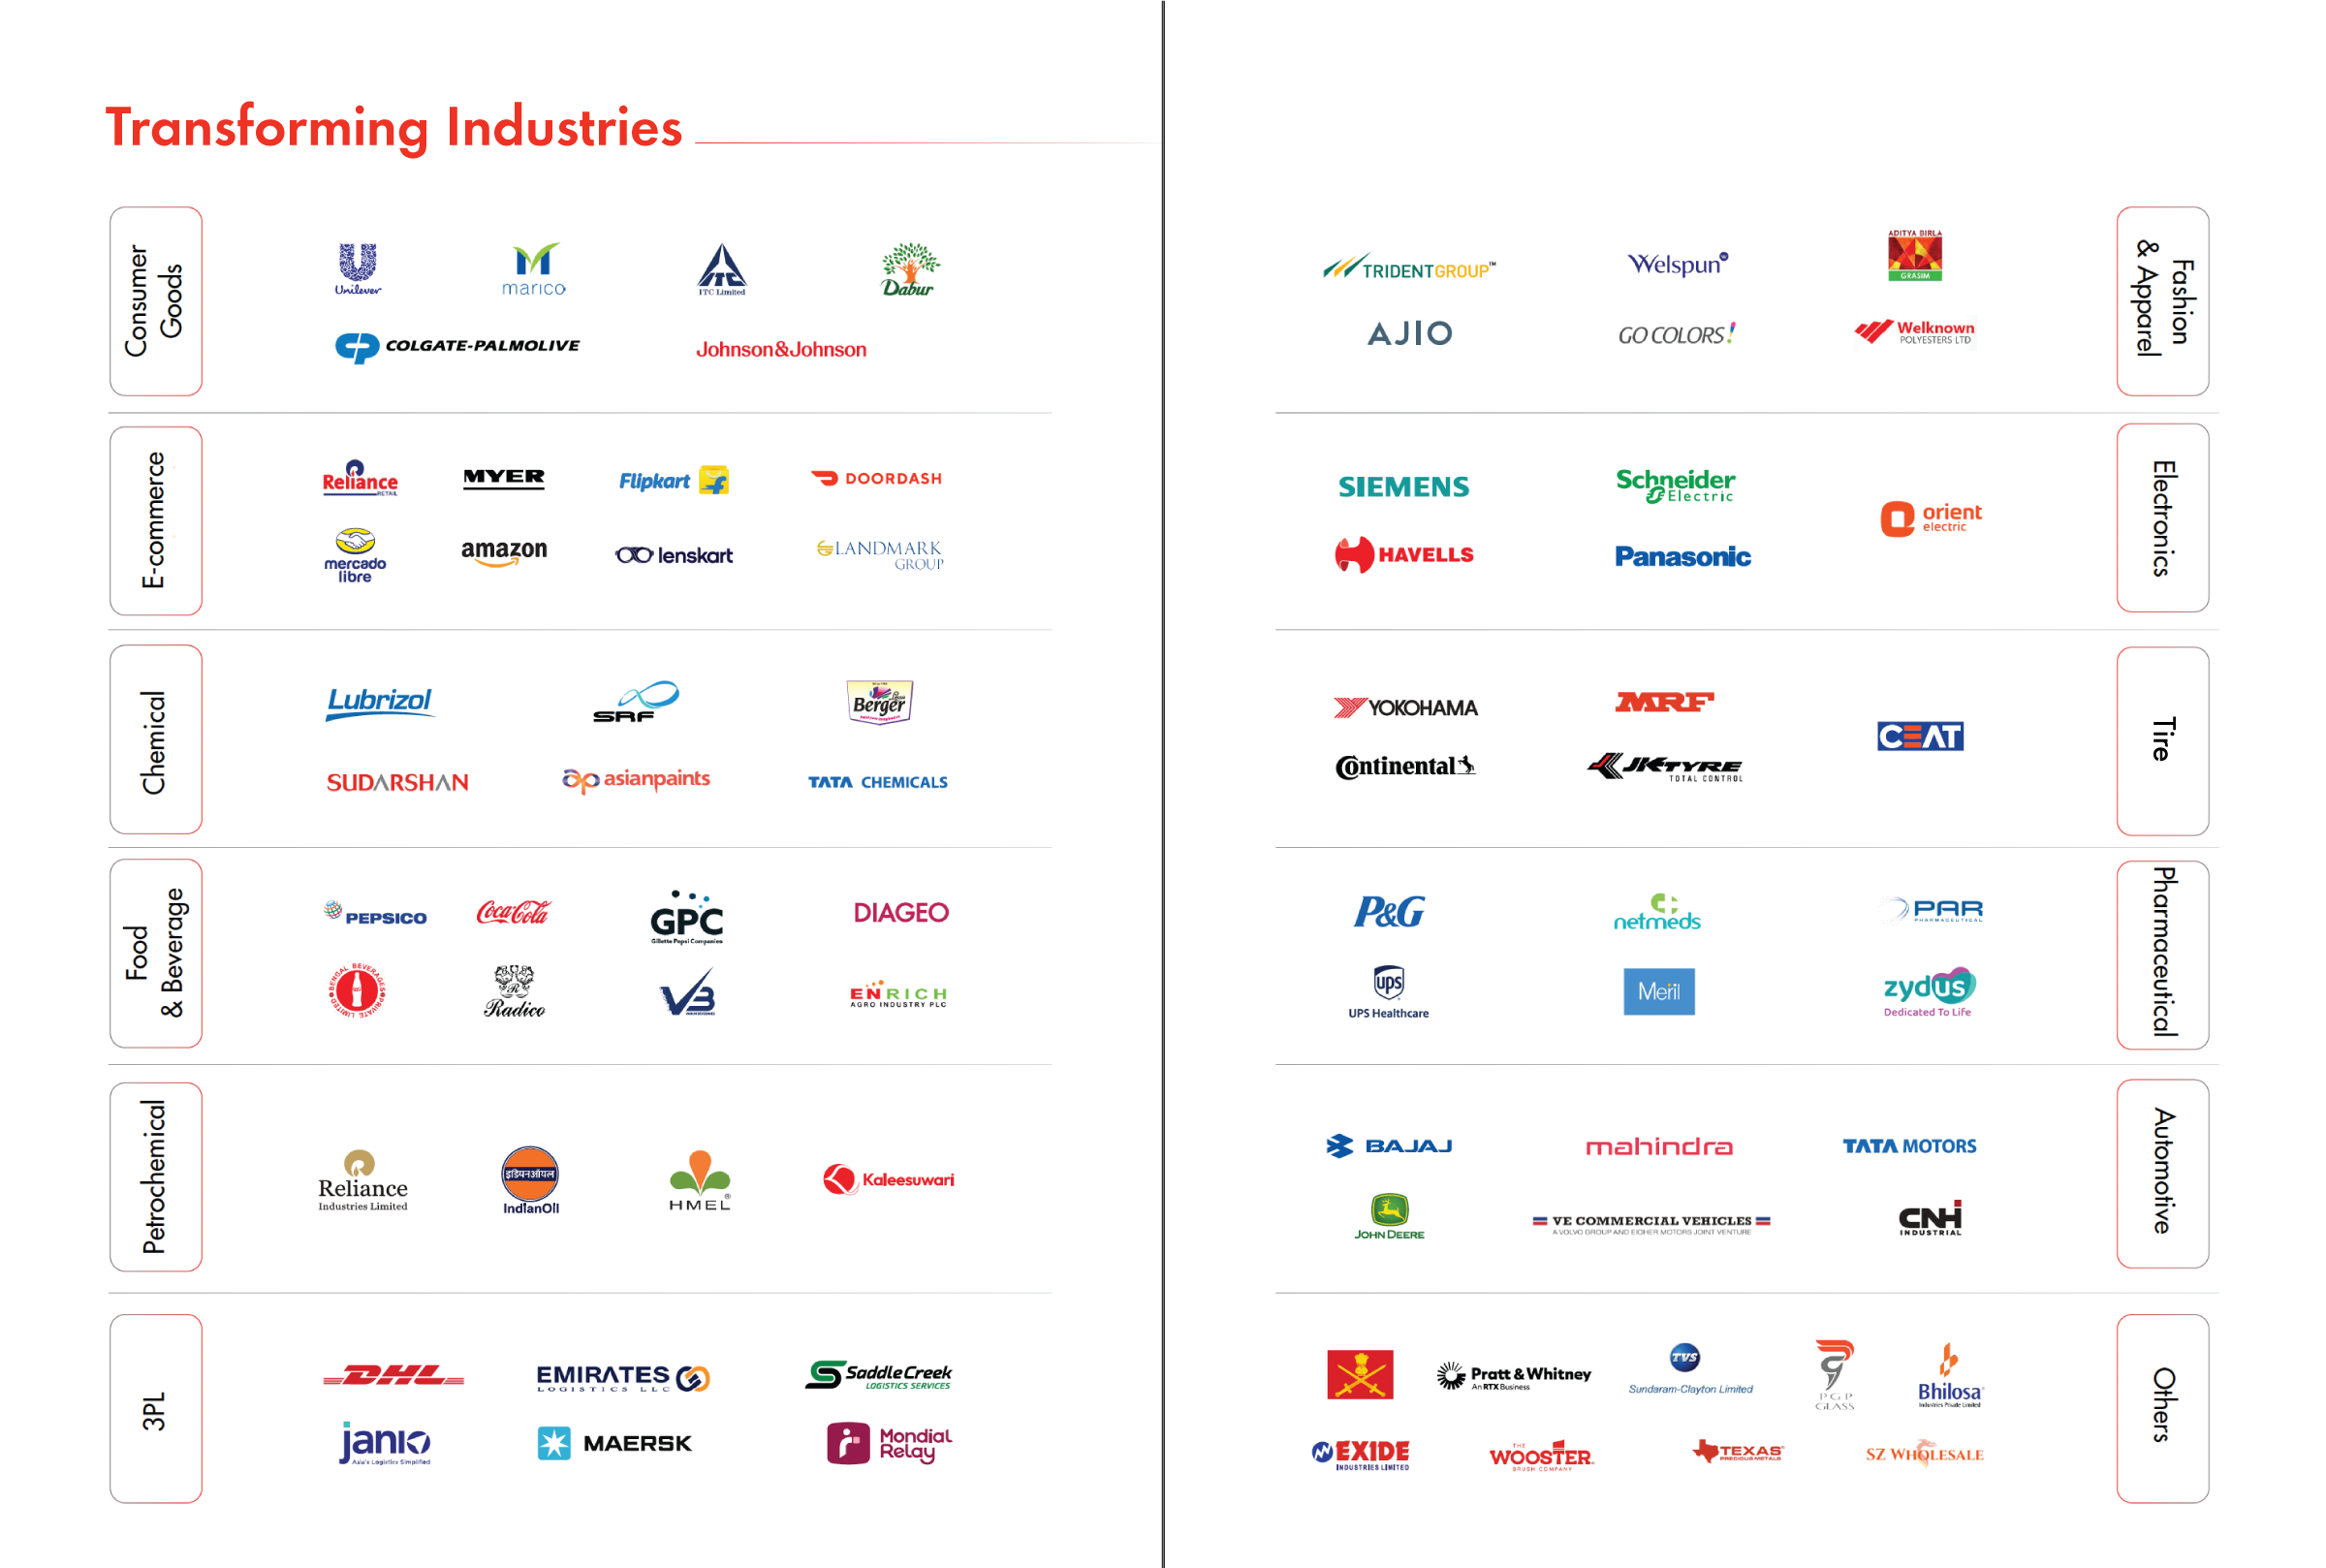 Transforming Industries
Consumer
Goods
Unilever
marico
ITC Limited
Dabur
COLGATE-PALMOLIVE
Johnson&Johnson
E-commerce
Reliance
RETAIL
MYER
Flipkart
DOORDASH
mercado
libre
amazon
lenskart
LANDMARK
GROUP
Chemical
Lubrizol
SRF
Berger
SUDARSHAN
asianpaints
TATA CHEMICALS
Food
& Beverage
PEPSICO
Coca-Cola
GPC
Gillette Pepsi Companies
DIAGEO
BENGAL BEVERAGES PRIVATE LIMITED
R
Radico
VB
ENRICH
AGRO INDUSTRY PLC
Petrochemical
Reliance
Industries Limited
इंडियनऑयल
IndianOil
HMEL®
Kaleesuwari
3PL
DHL
EMIRATES
LOGISTICS LLC
Saddle Creek
LOGISTICS SERVICES
janio
Asia's Logistics Simplified
MAERSK
Mondial
Relay
TRIDENTGROUP™
Welspun
W
ADITYA BIRLA
GRASIM
AJIO
GO COLORS!
Welknown
POLYESTERS LTD
Fashion
& Apparel
SIEMENS
Schneider
Electric
orient
electric
HAVELLS
Panasonic
Electronics
YOKOHAMA
MRF
CEAT
Continental
JK TYRE
TOTAL CONTROL
Tire
P&G
netmeds
PAR
PHARMACEUTICAL
ups
UPS Healthcare
Meril
zydus
Dedicated To Life
Pharmaceutical
BAJAJ
mahindra
TATA MOTORS
JOHN DEERE
VE COMMERCIAL VEHICLES
A VOLVO GROUP AND EICHER MOTORS JOINT VENTURE
CNH
INDUSTRIAL
Automotive
Pratt & Whitney
An RTX Business
TVS
Sundaram-Clayton Limited
PGP
GLASS
Bhilosa
Industries Private Limited
EXIDE
INDUSTRIES LIMITED
THE
WOOSTER
BRUSH COMPANY
TEXAS
PRECIOUS METALS
SZ WHOLESALE
Others